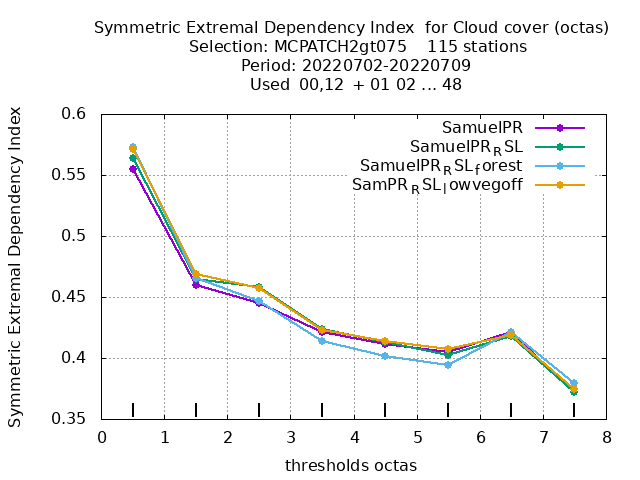 Symmetric Extremal Dependency Index  for Cloud cover (octas)
Selection: MCPATCH2gt075    115 stations
Period: 20220702-20220709
Used  00,12  + 01 02 ... 48
Symmetric Extremal Dependency Index
0.6
0.55
0.5
0.45
0.4
0.35
SamuelPR
SamuelPR_RSL
SamuelPR_RSL_forest
SamPR_RSL_lowvegoff
0 1 2 3 4 5 6 7 8
thresholds octas